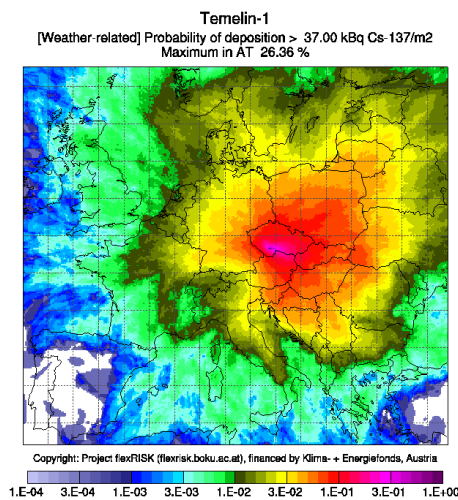 Temelin-1
[Weather-related] Probability of deposition > 37.00 kBq Cs-137/m2
Maximum in AT 26.36 %
Copyright: Project flexRISK (flexrisk.boku.ac.at), financed by Klima- + Energiefonds, Austria
1.E-04 3.E-04 1.E-03 3.E-03 1.E-02 3.E-02 1.E-01 3.E-01 1.E+00